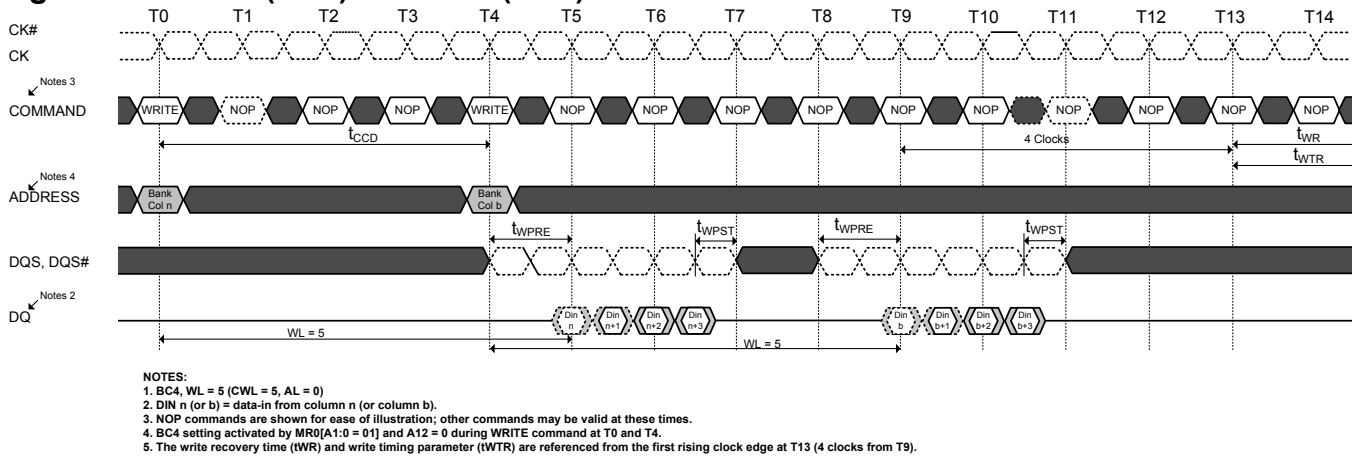 T0 T1 T2 T3 T4 T5 T6 T7 T8 T9 T10 T11 T12 T13 T14
CK#
CK
Notes 3
COMMAND
WRITE NOP NOP NOP WRITE NOP NOP NOP NOP NOP NOP NOP NOP NOP NOP
tCCD
4 Clocks
tWR
tWTR
Notes 4
ADDRESS
Bank Bank
Col n Col b
tWPRE tWPST tWPRE tWPST
DQS, DQS#
Notes 2
DQ
Din Din Din Din Din Din Din Din
n n+1 n+2 n+3 b b+1 b+2 b+3
WL = 5
WL = 5
NOTES:
1. BC4, WL = 5 (CWL = 5, AL = 0)
2. DIN n (or b) = data-in from column n (or column b).
3. NOP commands are shown for ease of illustration; other commands may be valid at these times.
4. BC4 setting activated by MR0[A1:0 = 01] and A12 = 0 during WRITE command at T0 and T4.
5. The write recovery time (tWR) and write timing parameter (tWTR) are referenced from the first rising clock edge at T13 (4 clocks from T9).